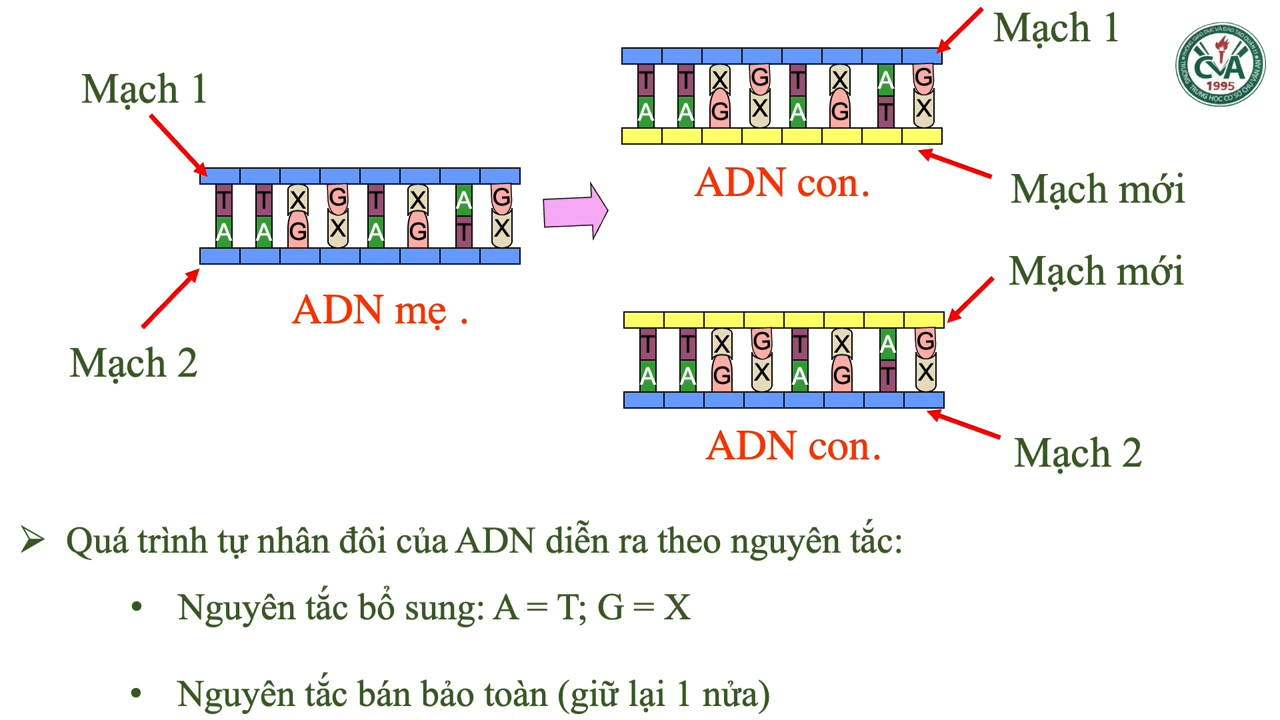 Mạch 1
T T X G T X A G
A A G X A G T X
ADN mẹ .
Mạch 2
Mạch 1
T T X G T X A G
A A G X A G T X
ADN con.
Mạch mới
Mạch mới
T T X G T X A G
A A G X A G T X
ADN con.
Mạch 2
CVA
1995
Quá trình tự nhân đôi của ADN diễn ra theo nguyên tắc:
Nguyên tắc bổ sung: A = T; G = X
Nguyên tắc bán bảo toàn (giữ lại 1 nửa)